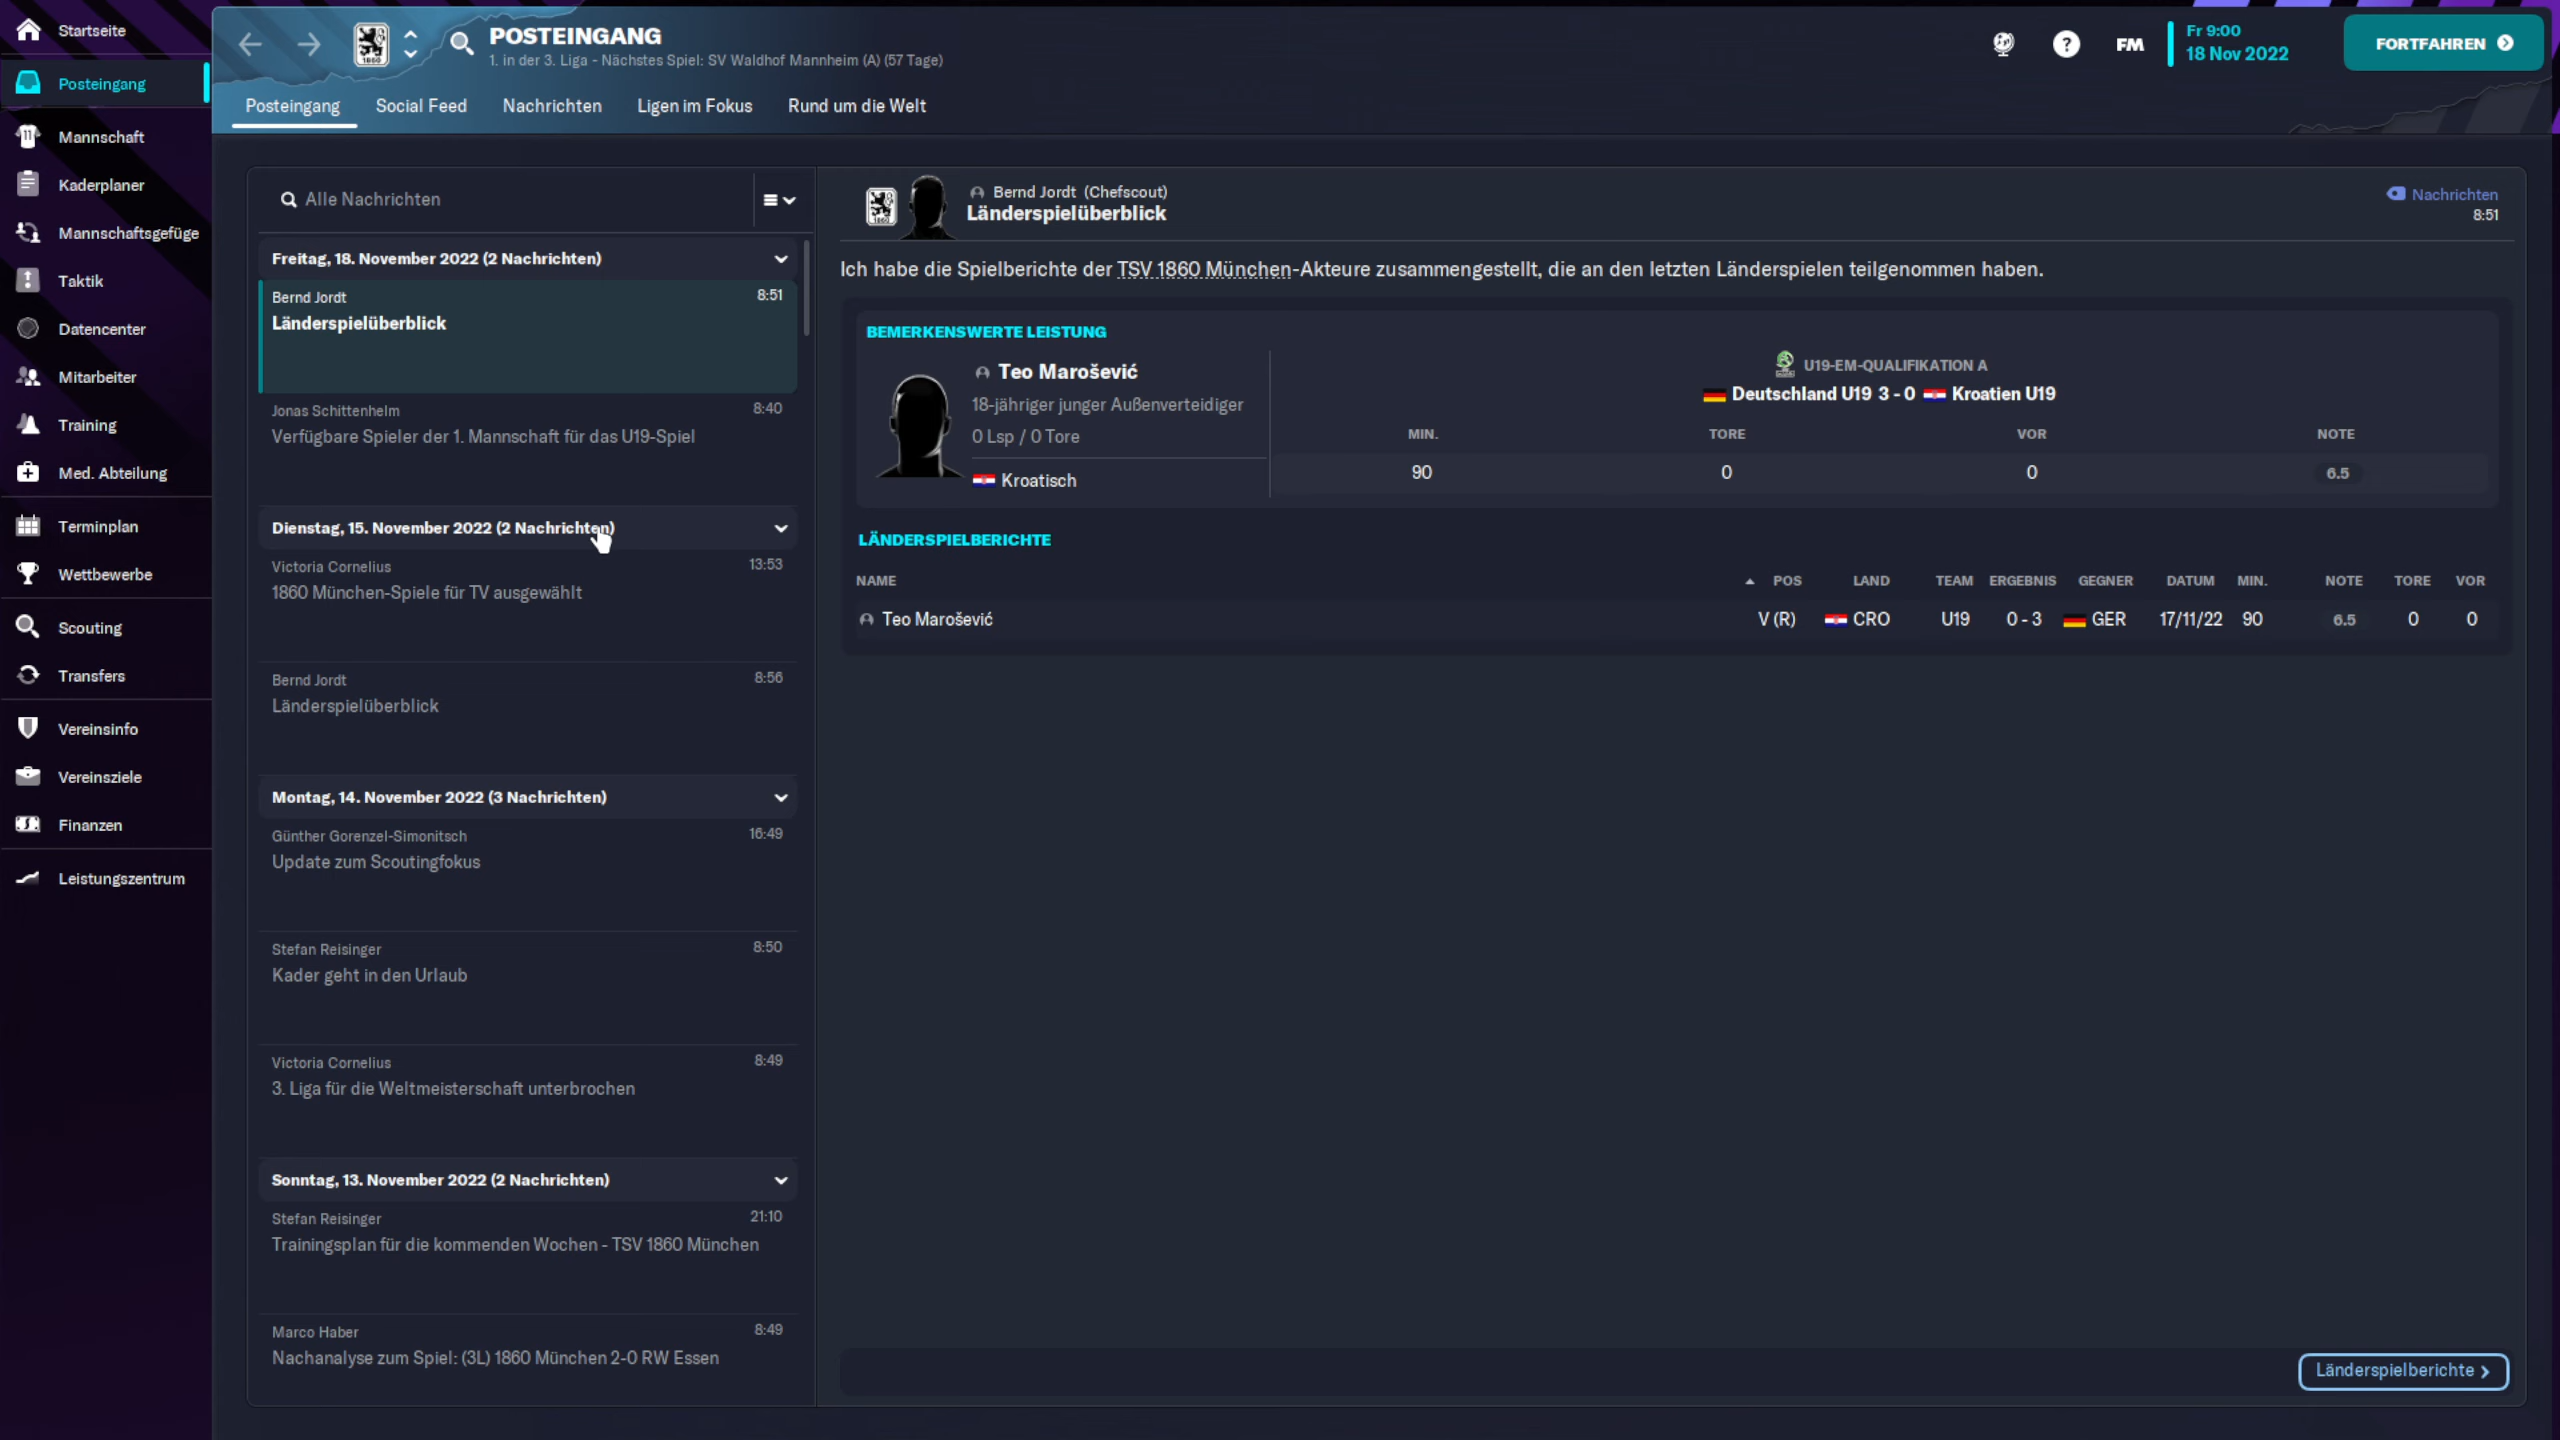 Startseite
Posteingang
Mannschaft
Kaderplaner
Mannschaftsgefüge
Taktik
Datencenter
Mitarbeiter
Training
Med. Abteilung
Terminplan
Wettbewerbe
Scouting
Transfers
Vereinsinfo
Vereinsziele
Finanzen
Leistungszentrum
POSTEINGANG
1. in der 3. Liga - Nächstes Spiel: SV Waldhof Mannheim (A) (57 Tage)
FM
Fr 9:00
18 Nov 2022
FORTFAHREN
Posteingang Social Feed Nachrichten Ligen im Fokus Rund um die Welt
Alle Nachrichten
Freitag, 18. November 2022 (2 Nachrichten)
Bernd Jordt 8:51
Länderspielüberblick
Jonas Schittenhelm 8:40
Verfügbare Spieler der 1. Mannschaft für das U19-Spiel
Dienstag, 15. November 2022 (2 Nachrichten)
Victoria Cornelius 13:53
1860 München-Spiele für TV ausgewählt
Bernd Jordt 8:56
Länderspielüberblick
Montag, 14. November 2022 (3 Nachrichten)
Günther Gorenzel-Simonitsch 16:49
Update zum Scoutingfokus
Stefan Reisinger 8:50
Kader geht in den Urlaub
Victoria Cornelius 8:49
3. Liga für die Weltmeisterschaft unterbrochen
Sonntag, 13. November 2022 (2 Nachrichten)
Stefan Reisinger 21:10
Trainingsplan für die kommenden Wochen - TSV 1860 München
Marco Haber 8:49
Nachanalyse zum Spiel: (3L) 1860 München 2-0 RW Essen
Bernd Jordt (Chefscout)
Länderspielüberblick
Nachrichten
8:51
Ich habe die Spielberichte der TSV 1860 München-Akteure zusammengestellt, die an den letzten Länderspielen teilgenommen haben.
BEMERKENSWERTE LEISTUNG
Teo Marošević
18-jähriger junger Außenverteidiger
0 Lsp / 0 Tore
Kroatisch
U19-EM-QUALIFIKATION A
Deutschland U19 3 - 0 Kroatien U19
MIN. TORE VOR NOTE
90 0 0 6.5
LÄNDERSPIELBERICHTE
NAME POS LAND TEAM ERGEBNIS GEGNER DATUM MIN. NOTE TORE VOR
Teo Marošević V (R) CRO U19 0 - 3 GER 17/11/22 90 6.5 0 0
Länderspielberichte